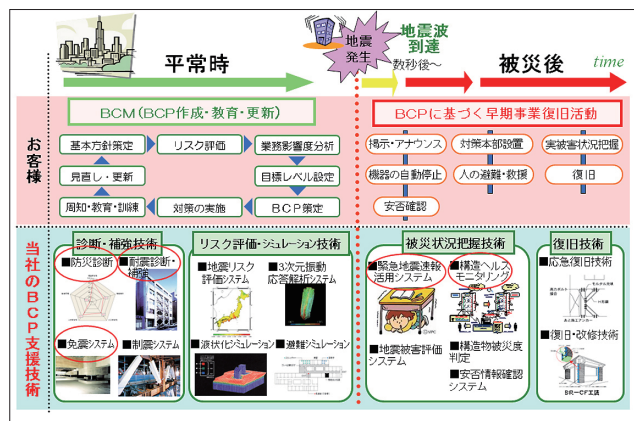 平常時
地震
発生
地震波
到達
数秒後～
被災後
time
お客様
BCM(BCP作成・教育・更新)
基本方針策定
リスク評価
業務影響度分析
見直し・更新
目標レベル設定
周知・教育・訓練
対策の実施
BCP策定
BCPに基づく早期事業復旧活動
掲示・アナウンス
対策本部設置
実被害状況把握
機器の自動停止
人の避難・救援
復旧
安否確認
当社のBCP支援技術
診断・補強技術
■防災診断
■耐震診断・
補強
■免震システム
■制震システム
リスク評価・シュミレーション技術
■地震リスク
評価システム
■3次元振動
応答解析システム
■液状化シミュレーション
■避難シミュレーション
被災状況把握技術
■緊急地震速報
活用システム
■構造ヘルス
モニタリング
■地震被害評価
システム
■構造物被災度
判定
■安否情報確認
システム
復旧技術
■応急復旧技術
■復旧・改修技術
SR-CF工法